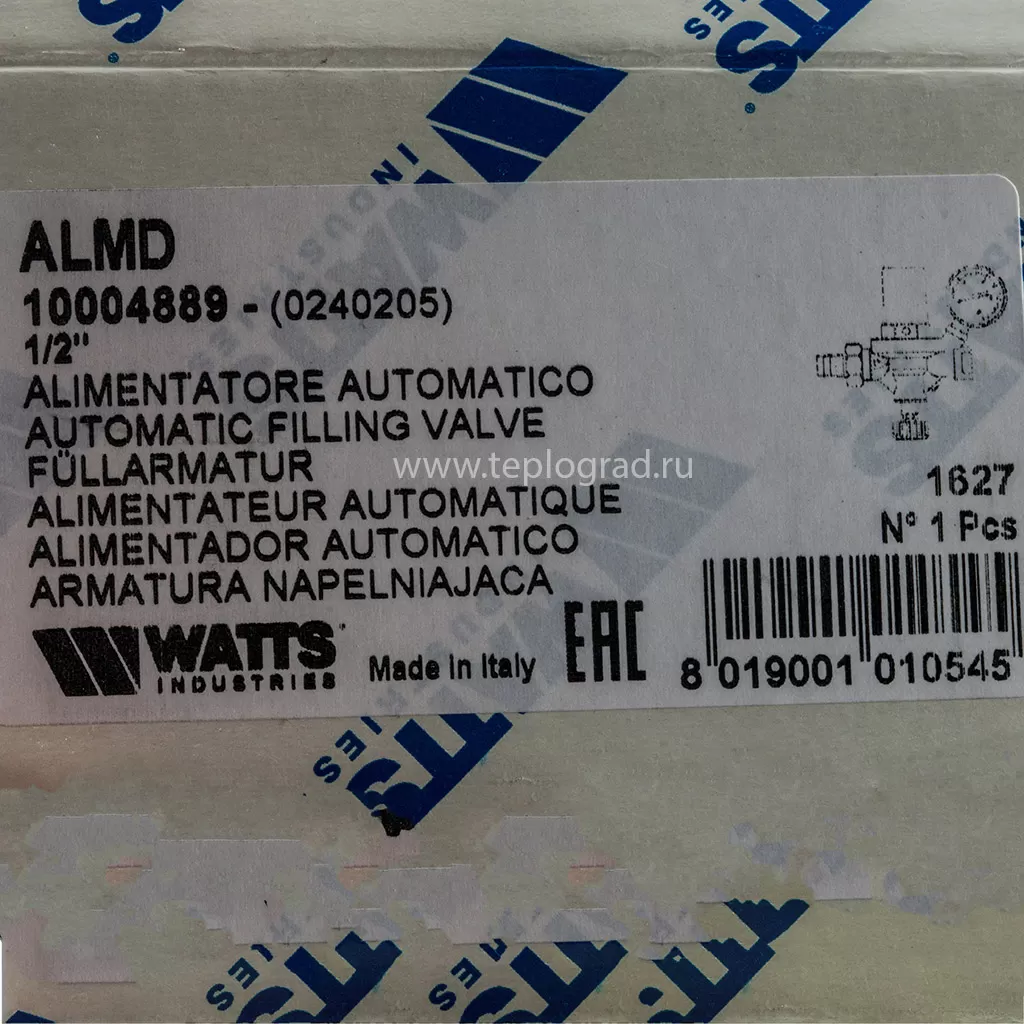 ALMD
10004889 - (0240205)
1/2"
ALIMENTATORE AUTOMATICO
AUTOMATIC FILLING VALVE
FÜLLARMATUR
www.teplograd.ru
ALIMENTATEUR AUTOMATIQUE
ALIMENTADOR AUTOMATICO
ARMATURA NAPELNIAJACA
1627
N° 1 Pcs
WATTS
INDUSTRIES
Made in Italy
EAC
8 019001 010545